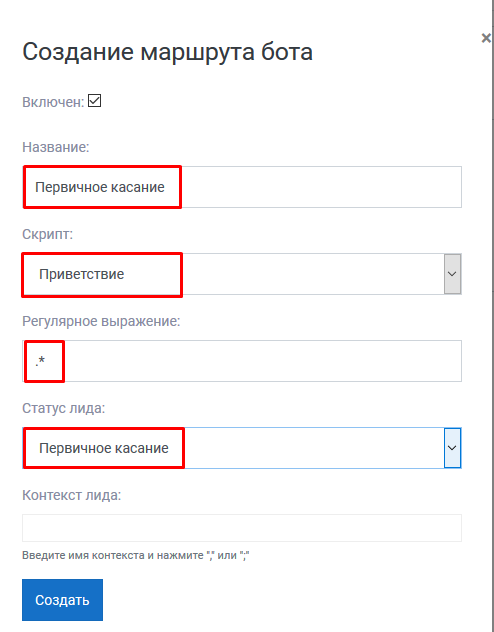 Создание маршрута бота
Включен:
Название:
Первичное касание
Скрипт:
Приветствие
Регулярное выражение:
.*
Статус лида:
Первичное касание
Контекст лида:
Введите имя контекста и нажмите "," или ";"
Создать